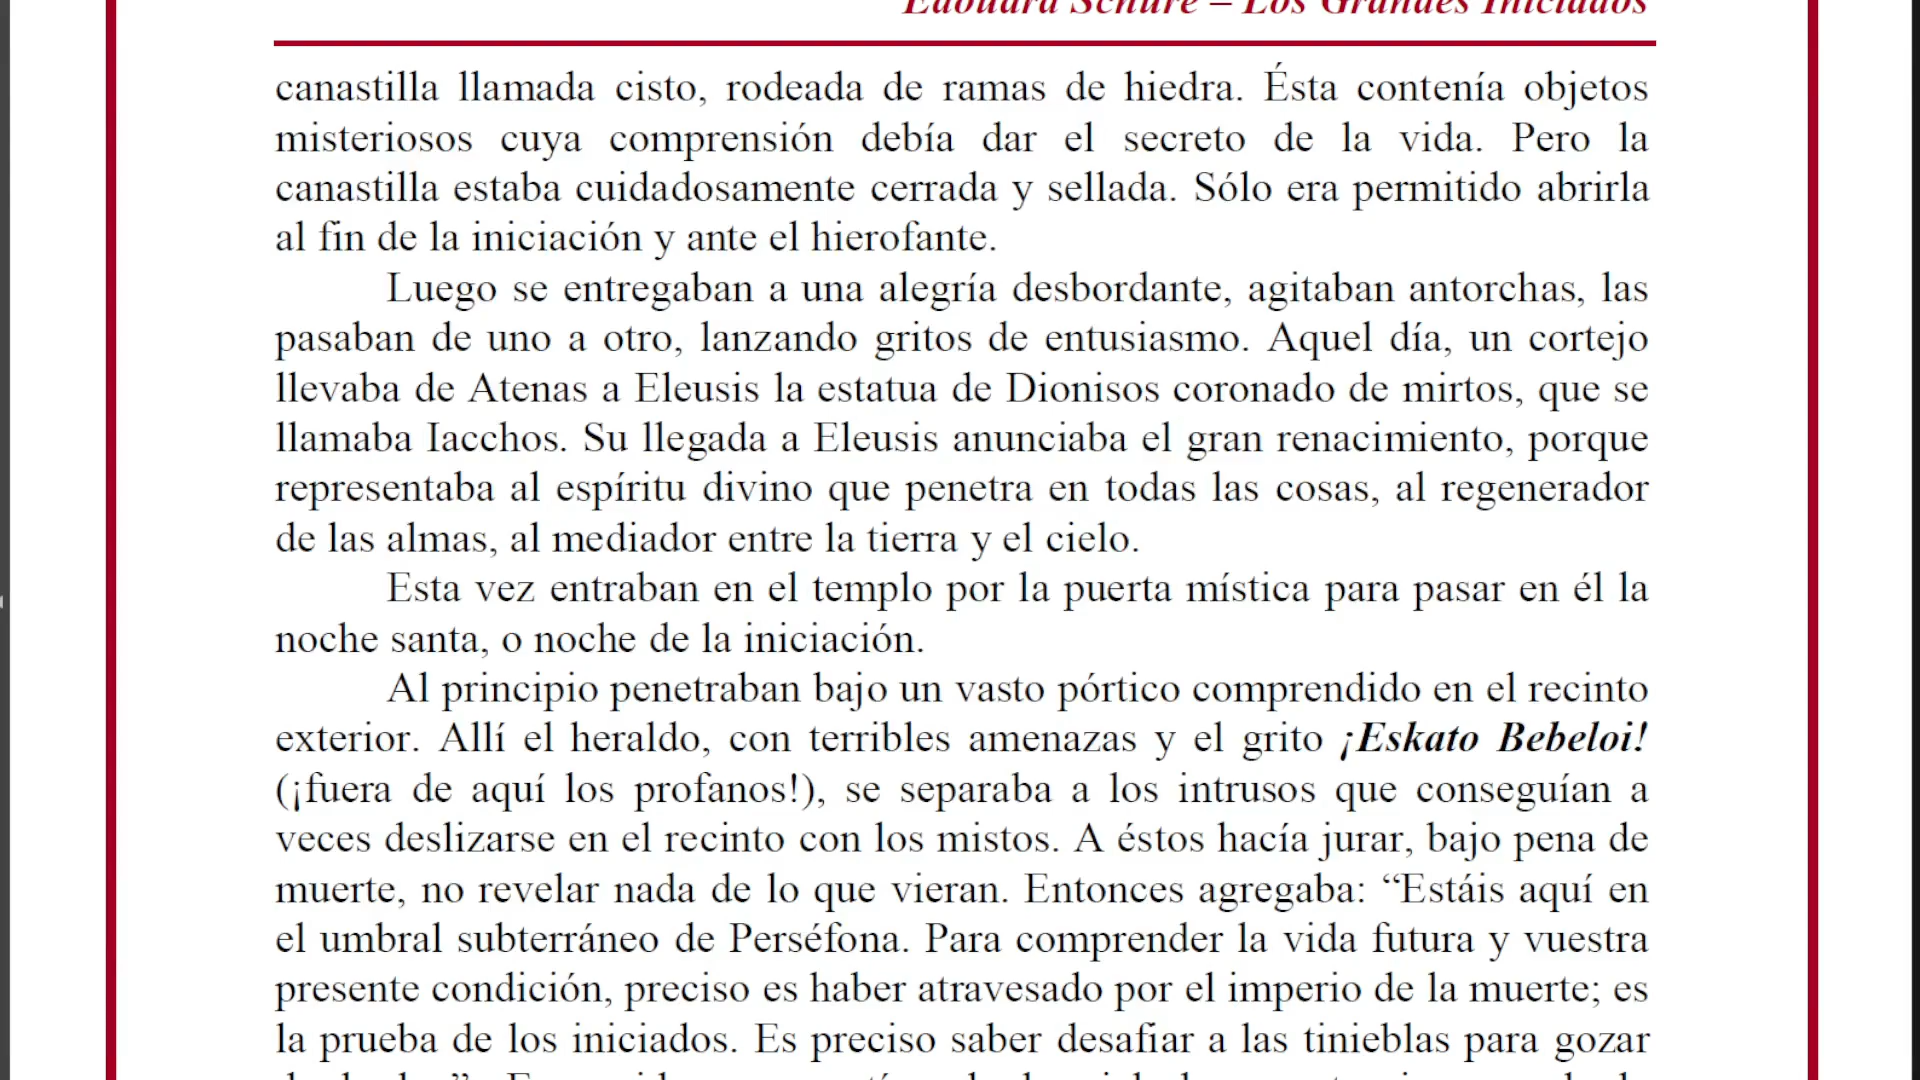 Edouard Schure – Los Grandes Iniciados
canastilla llamada cisto, rodeada de ramas de hiedra. Ésta contenía objetos
misteriosos cuya comprensión debía dar el secreto de la vida. Pero la
canastilla estaba cuidadosamente cerrada y sellada. Sólo era permitido abrirla
al fin de la iniciación y ante el hierofante.
Luego se entregaban a una alegría desbordante, agitaban antorchas, las
pasaban de uno a otro, lanzando gritos de entusiasmo. Aquel día, un cortejo
llevaba de Atenas a Eleusis la estatua de Dionisos coronado de mirtos, que se
llamaba Iacchos. Su llegada a Eleusis anunciaba el gran renacimiento, porque
representaba al espíritu divino que penetra en todas las cosas, al regenerador
de las almas, al mediador entre la tierra y el cielo.
Esta vez entraban en el templo por la puerta mística para pasar en él la
noche santa, o noche de la iniciación.
Al principio penetraban bajo un vasto pórtico comprendido en el recinto
exterior. Allí el heraldo, con terribles amenazas y el grito ¡Eskato Bebeloi!
(¡fuera de aquí los profanos!), se separaba a los intrusos que conseguían a
veces deslizarse en el recinto con los mistos. A éstos hacía jurar, bajo pena de
muerte, no revelar nada de lo que vieran. Entonces agregaba: “Estáis aquí en
el umbral subterráneo de Perséfona. Para comprender la vida futura y vuestra
presente condición, preciso es haber atravesado por el imperio de la muerte; es
la prueba de los iniciados. Es preciso saber desafiar a las tinieblas para gozar